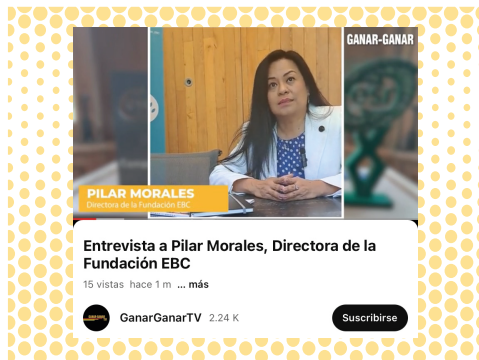 GANAR-GANAR
PILAR MORALES
Directora de la Fundación EBC
Entrevista a Pilar Morales, Directora de la
Fundación EBC
15 vistas hace 1 m ... más
GanarGanarTV 2.24 K
Suscribirse